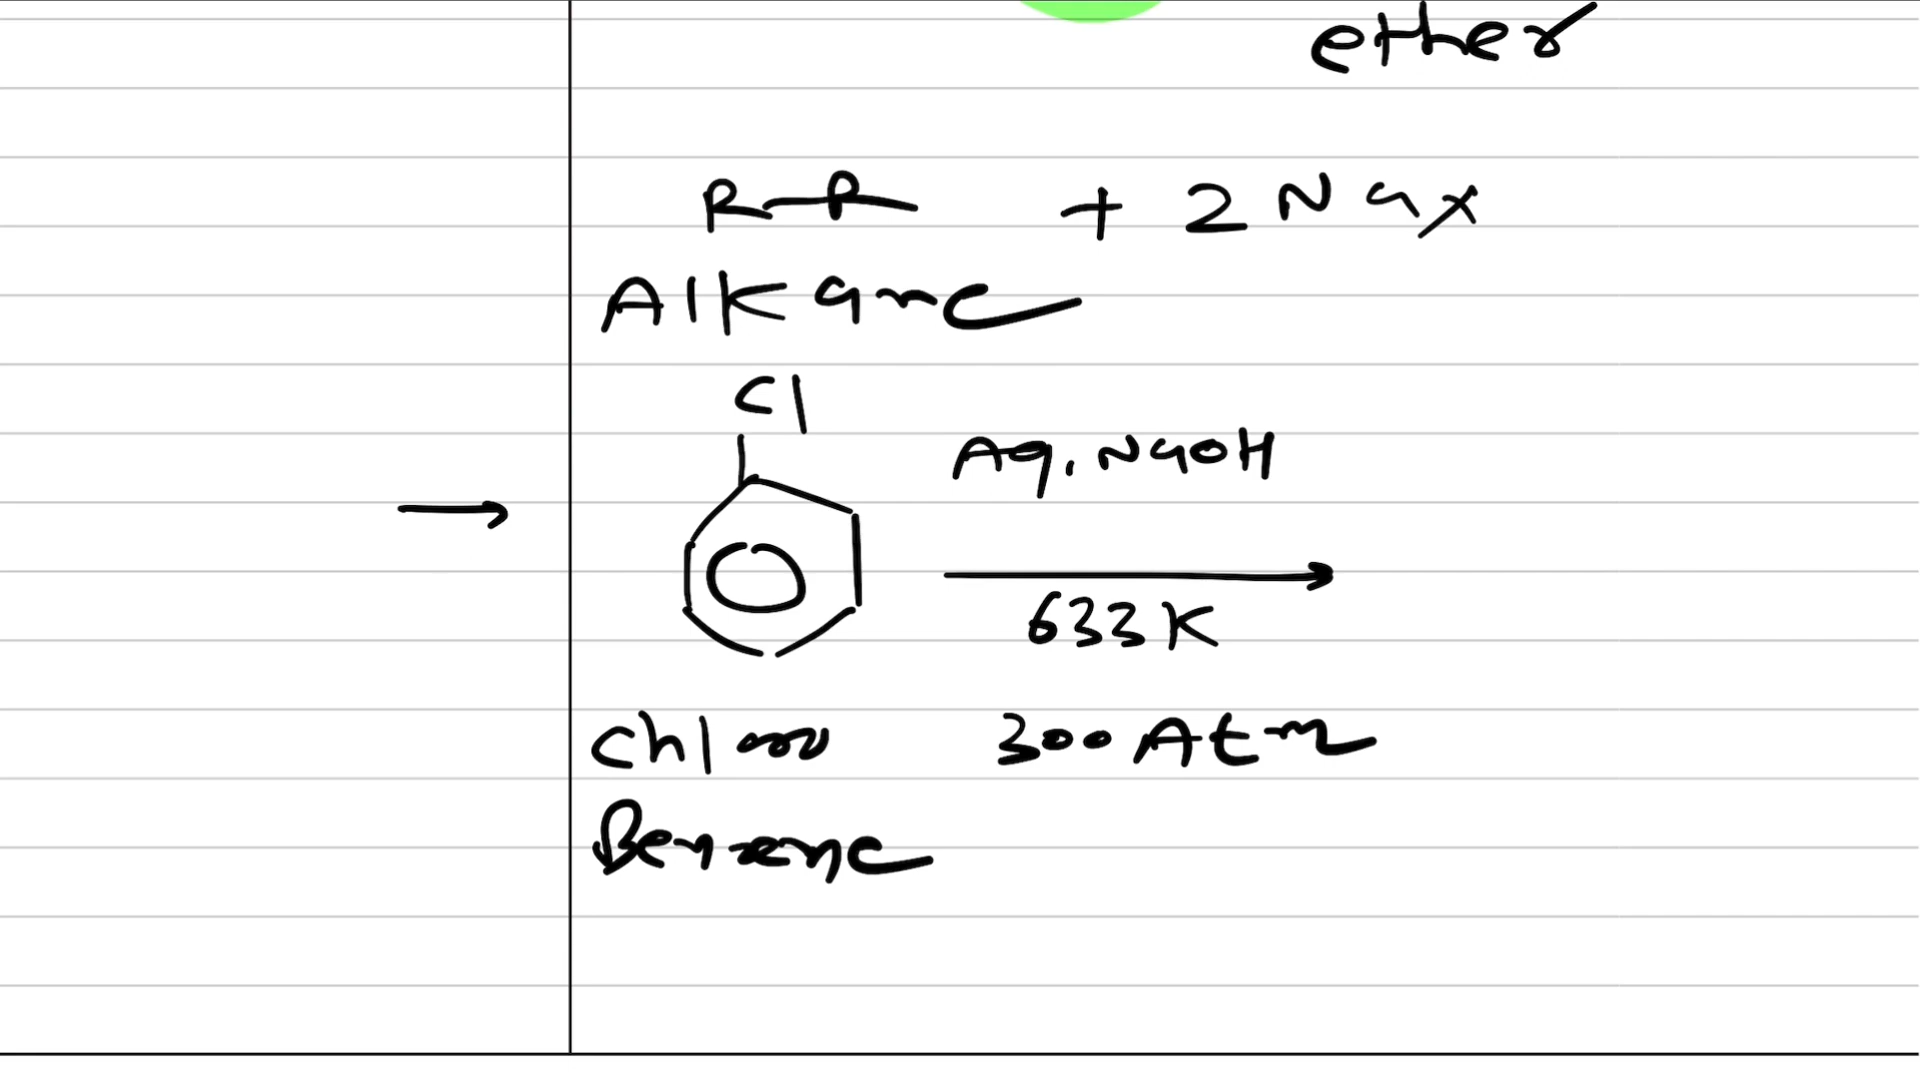 ether
R-R + 2Nax
Alkane
Cl
Aq. NaOH
633K
Chloro 300 Atm
Benzene